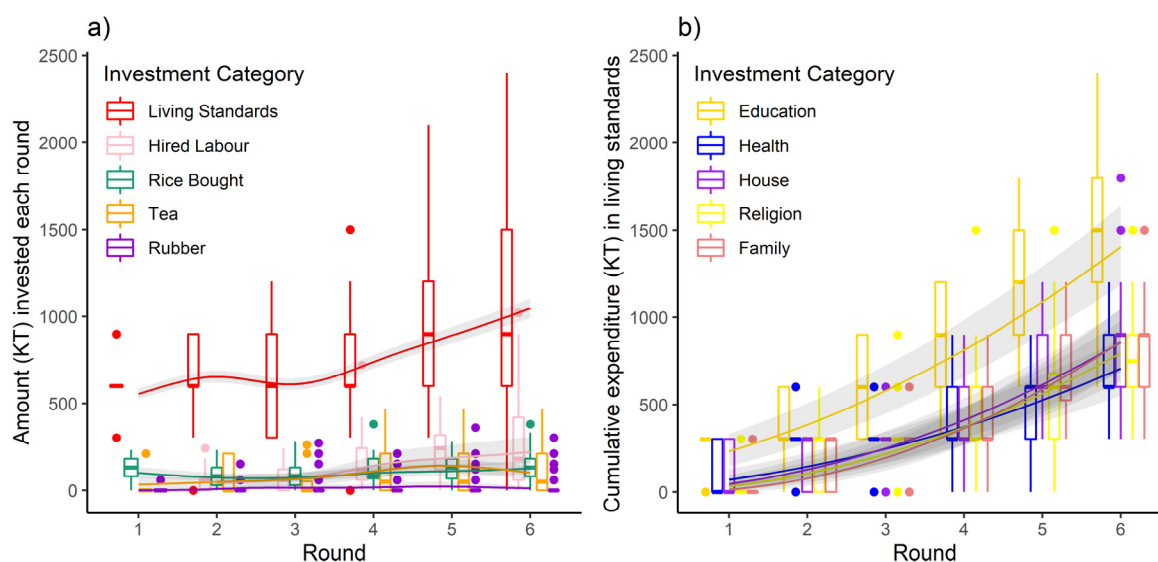 a)
Amount (KT) invested each round
2500
2000
1500
1000
500
0
Investment Category
Living Standards
Hired Labour
Rice Bought
Tea
Rubber
1 2 3 4 5 6
Round
b)
Cumulative expenditure (KT) in living standards
2500
2000
1500
1000
500
0
Investment Category
Education
Health
House
Religion
Family
1 2 3 4 5 6
Round